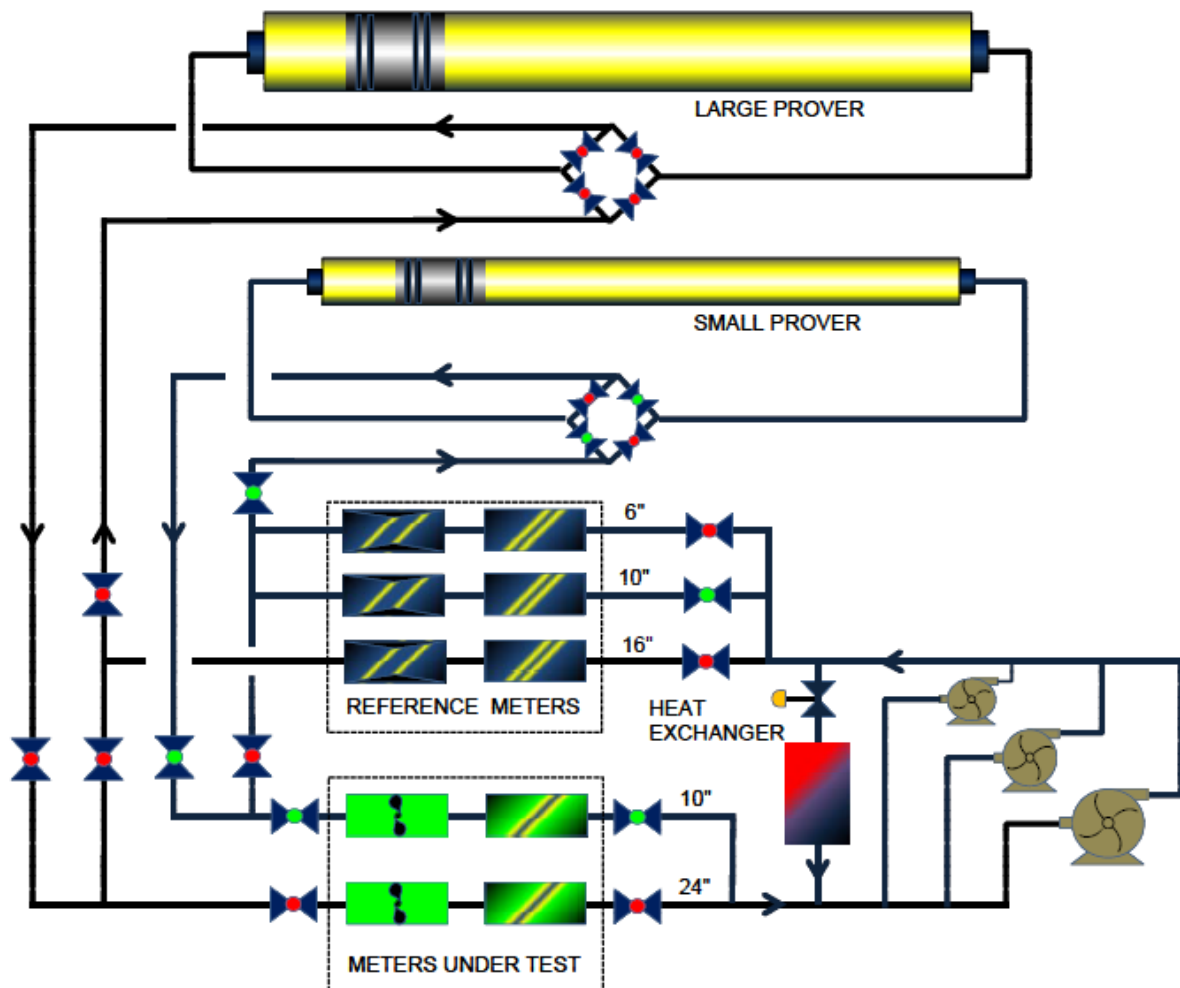 LARGE PROVER
SMALL PROVER
6"
10"
16"
REFERENCE METERS
HEAT
EXCHANGER
10"
24"
METERS UNDER TEST